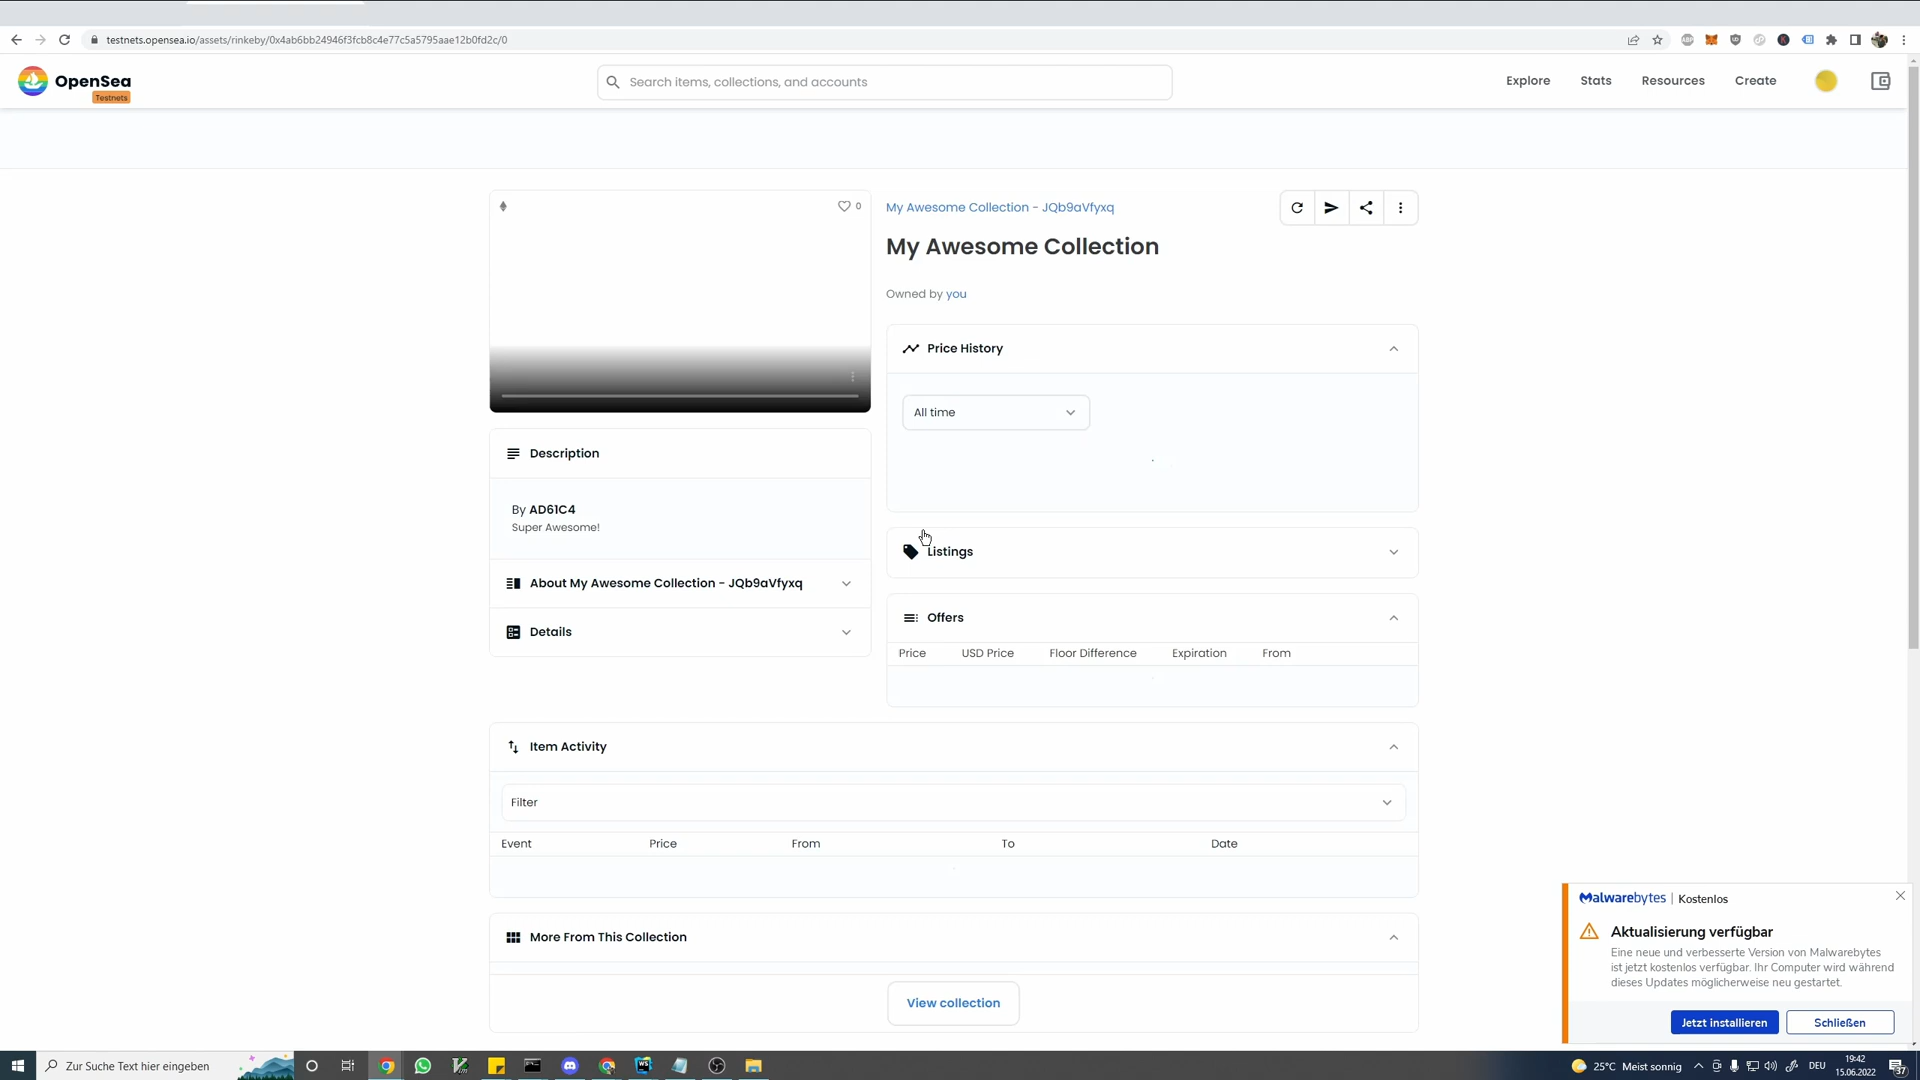 testnets.opensea.io/assets/rinkeby/0x4ab6bb24946f3fcb8c4e77c5a5795aae12b0fd2c/0
OpenSea
Testnets
Search items, collections, and accounts
Explore
Stats
Resources
Create
0
My Awesome Collection - JQb9aVfyxq
My Awesome Collection
Owned by you
Price History
All time
Description
By AD61C4
Super Awesome!
Listings
About My Awesome Collection - JQb9aVfyxq
Offers
Details
Price USD Price Floor Difference Expiration From
Item Activity
Filter
Event Price From To Date
More From This Collection
View collection
Malwarebytes | Kostenlos
Aktualisierung verfügbar
Eine neue und verbesserte Version von Malwarebytes
ist jetzt kostenlos verfügbar. Ihr Computer wird während
dieses Updates möglicherweise neu gestartet.
Jetzt installieren
Schließen
Zur Suche Text hier eingeben
25°C Meist sonnig
DEU
19:42
15.06.2022
37